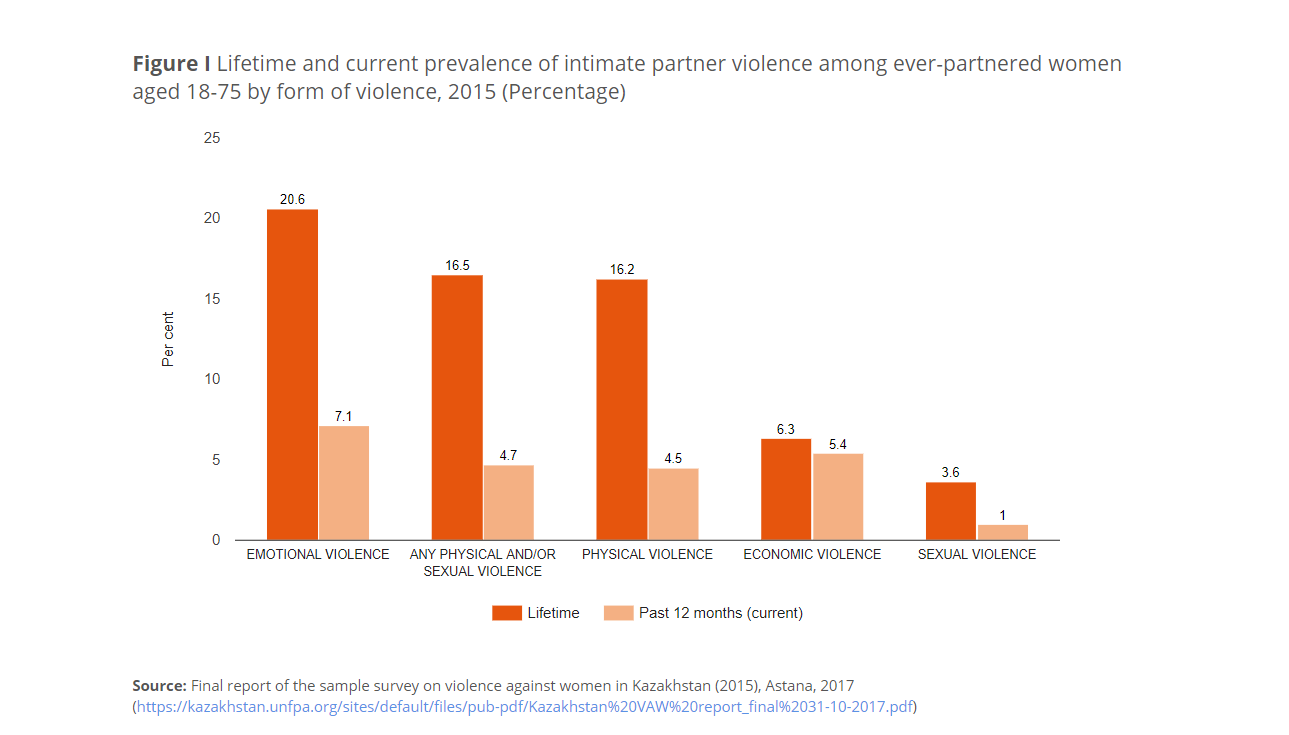 Figure I Lifetime and current prevalence of intimate partner violence among ever-partnered women
aged 18-75 by form of violence, 2015 (Percentage)
25
20
15
10
5
0
Per cent
20.6
7.1
16.5
4.7
16.2
4.5
6.3
5.4
3.6
1
EMOTIONAL VIOLENCE
ANY PHYSICAL AND/OR
SEXUAL VIOLENCE
PHYSICAL VIOLENCE
ECONOMIC VIOLENCE
SEXUAL VIOLENCE
Lifetime
Past 12 months (current)
Source: Final report of the sample survey on violence against women in Kazakhstan (2015), Astana, 2017
(https://kazakhstan.unfpa.org/sites/default/files/pub-pdf/Kazakhstan%20VAW%20report_final%2031-10-2017.pdf)